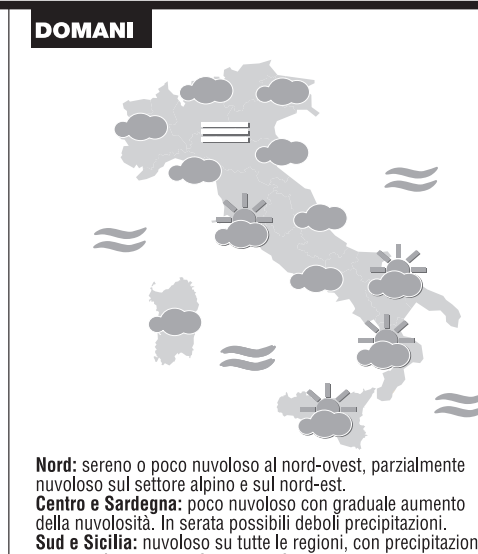 DOMANI
Nord: sereno o poco nuvoloso al nord-ovest, parzialmente
nuvoloso sul settore alpino e sul nord-est.
Centro e Sardegna: poco nuvoloso con graduale aumento
della nuvolosità. In serata possibili deboli precipitazioni.
Sud e Sicilia: nuvoloso su tutte le regioni, con precipitazion